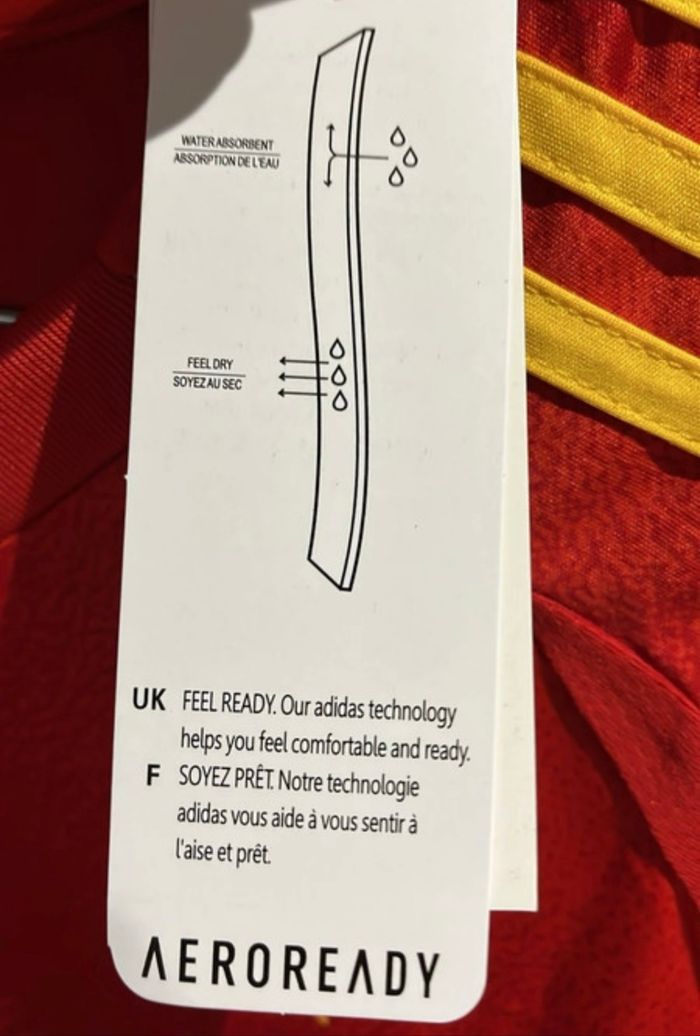 WATER ABSORBENT
ABSORPTION DE L'EAU
FEEL DRY
SOYEZ AU SEC
UK FEEL READY. Our adidas technology
helps you feel comfortable and ready.
F SOYEZ PRÊT. Notre technologie
adidas vous aide à vous sentir à
l'aise et prêt.
AEROREADY